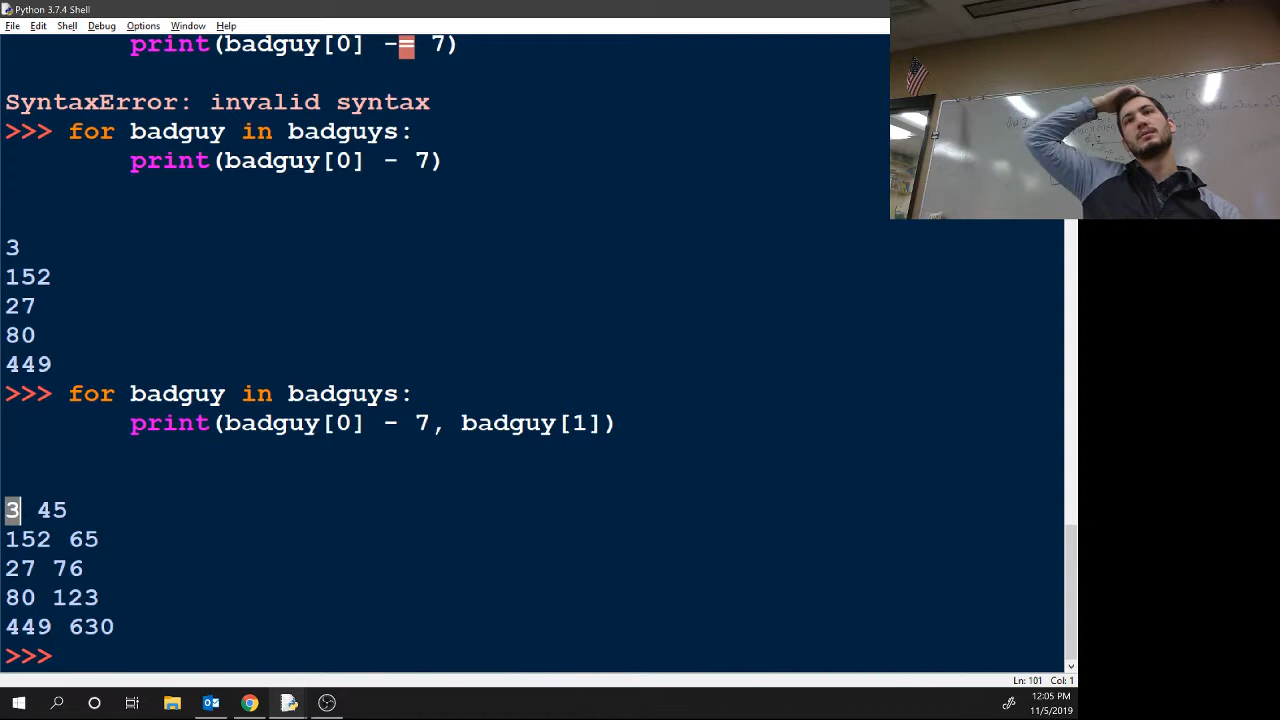 Python 3.7.4 Shell
File Edit Shell Debug Options Window Help
print(badguy[0] -= 7)
SyntaxError: invalid syntax
>>> for badguy in badguys:
print(badguy[0] - 7)
3
152
27
80
449
>>> for badguy in badguys:
print(badguy[0] - 7, badguy[1])
3 45
152 65
27 76
80 123
449 630
>>>
Ln: 101 Col: 1
12:05 PM
11/5/2019